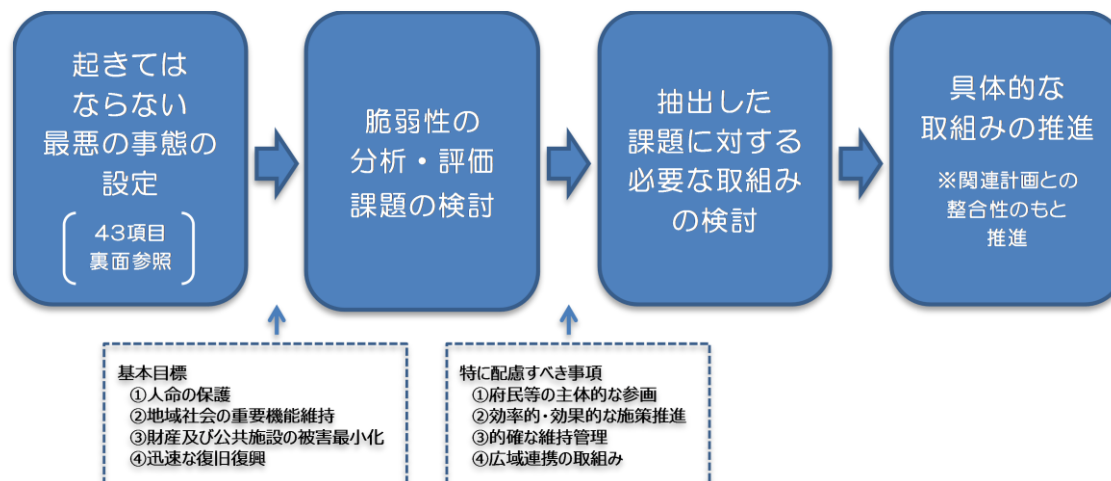 起きては
ならない
最悪の事態の
設定
43項目
裏面参照
脆弱性の
分析・評価
課題の検討
抽出した
課題に対する
必要な取組み
の検討
具体的な
取組みの推進
※関連計画との
整合性のもと
推進
基本目標
①人命の保護
②地域社会の重要機能維持
③財産及び公共施設の被害最小化
④迅速な復旧復興
特に配慮すべき事項
①府民等の主体的な参画
②効率的・効果的な施策推進
③的確な維持管理
④広域連携の取組み